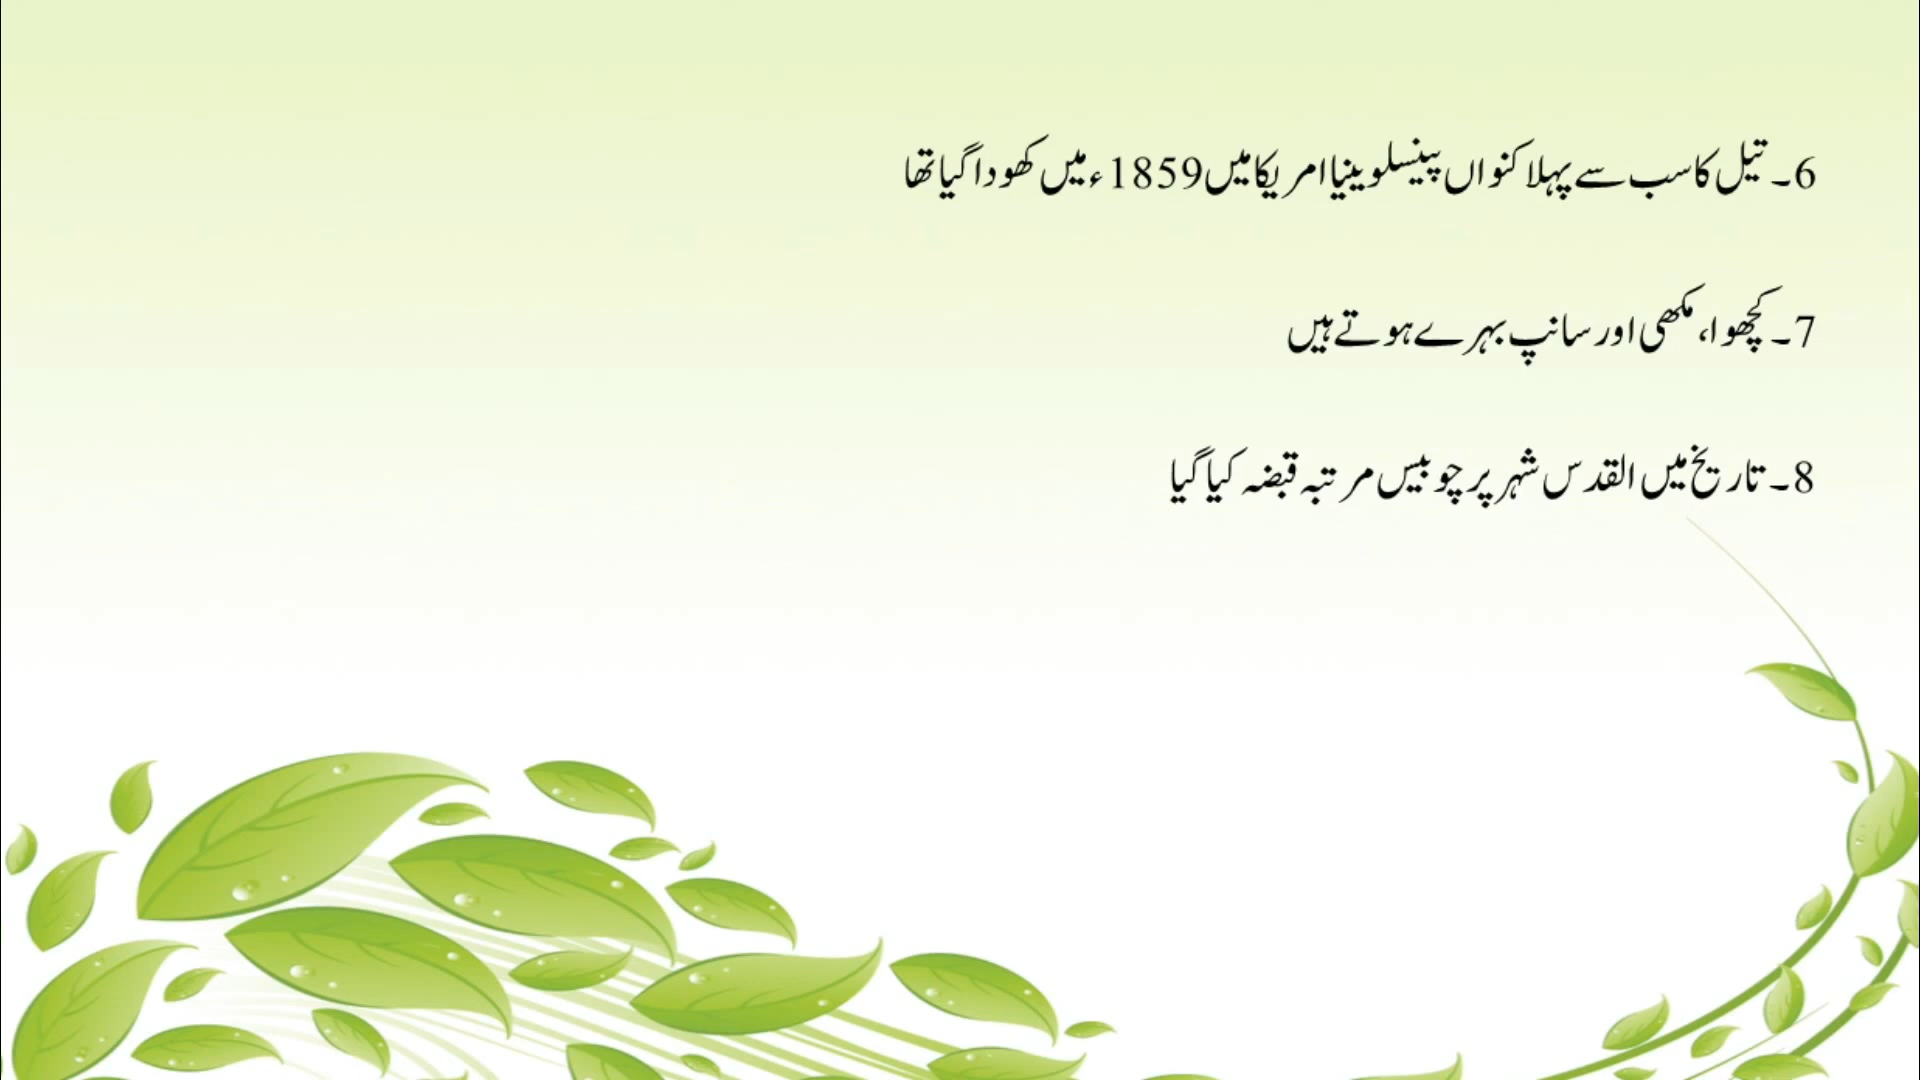 6۔ تیل کا سب سے پہلا کنواں پینسلوینیا امریکا میں 1859ء میں کھودا گیا تھا
7۔ کچھوا، مکھی اور سانپ بہرے ہوتے ہیں
8۔ تاریخ میں القدس شہر پر چوبیس مرتبہ قبضہ کیا گیا